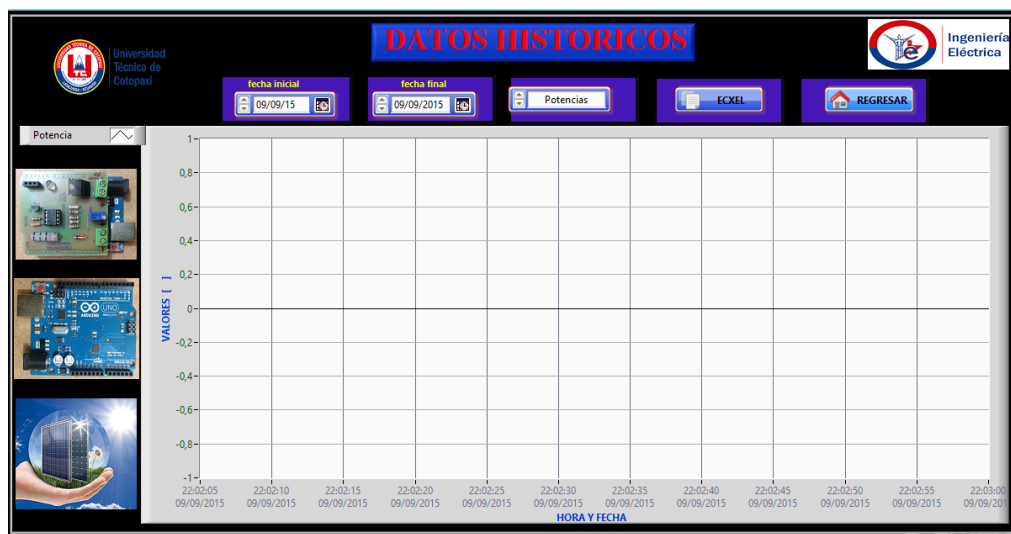 DATOS HISTORICOS
Universidad
Técnica de
Cotopaxi
UTC
Ingeniería
Eléctrica
fecha inicial
09/09/15
fecha final
09/09/2015
Potencias
ECXEL
REGRESAR
Potencia
1
0,8
0,6
0,4
0,2
0
-0,2
-0,4
-0,6
-0,8
-1
VALORES [ ]
22:02:05 22:02:10 22:02:15 22:02:20 22:02:25 22:02:30 22:02:35 22:02:40 22:02:45 22:02:50 22:02:55 22:03:00
09/09/2015 09/09/2015 09/09/2015 09/09/2015 09/09/2015 09/09/2015 09/09/2015 09/09/2015 09/09/2015 09/09/2015 09/09/2015 09/09/201
HORA Y FECHA
UNO
ARDUINO